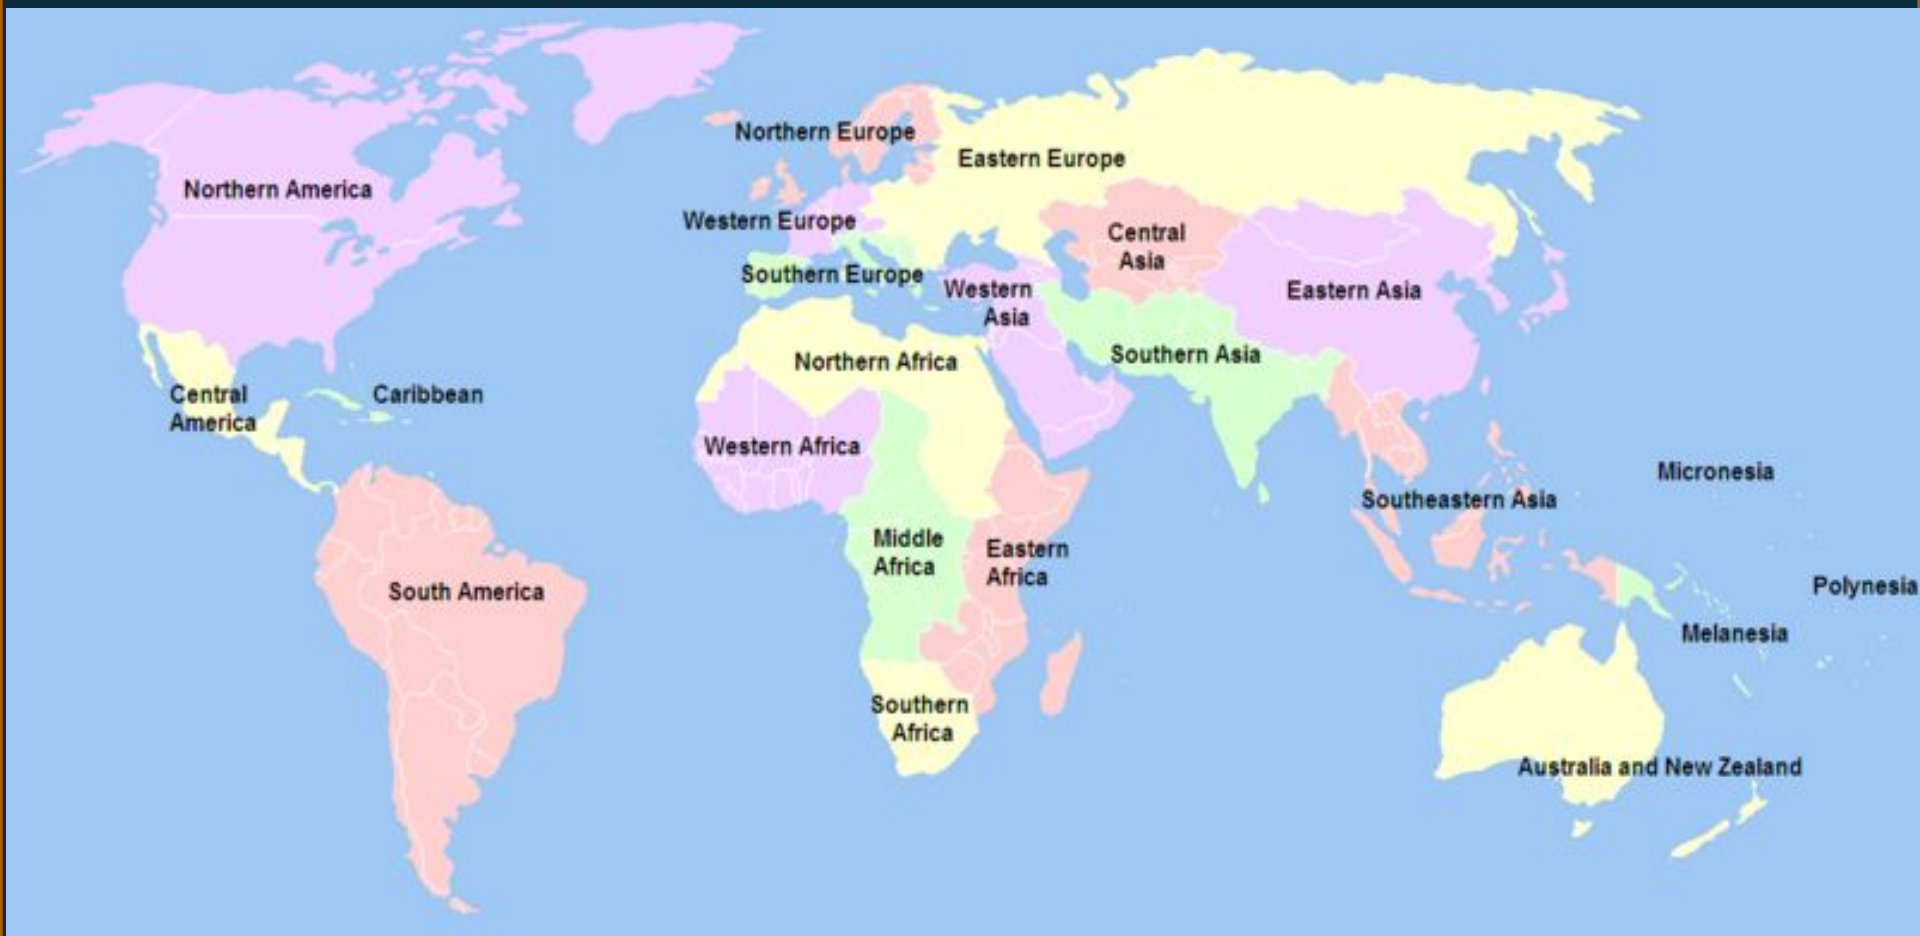 Northern Europe
Eastern Europe
Northern America
Western Europe
Central
Asia
Southern Europe
Western
Asia
Eastern Asia
Southern Asia
Northern Africa
Central
America
Caribbean
Western Africa
Micronesia
Southeastern Asia
Middle
Africa
Eastern
Africa
South America
Polynesia
Melanesia
Southern
Africa
Australia and New Zealand